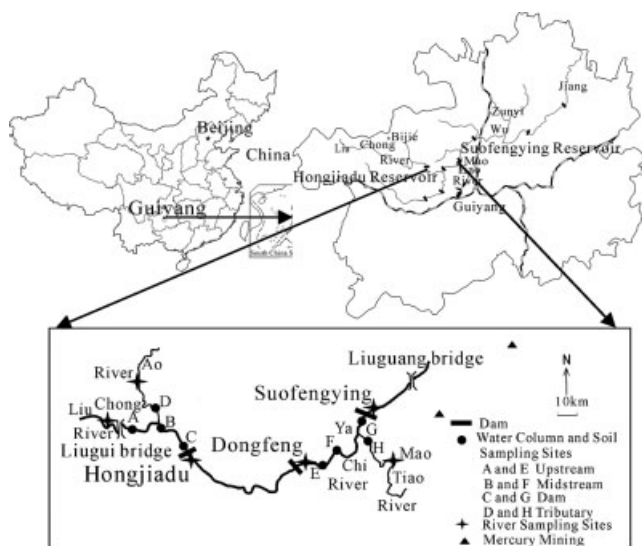 Beijing
China
Guiyang
South China S
Jiang
Zunyi
Wu
Bijie
Liu
Chong
River
Suofengying Reservoir
Mao
River
Hongjiadu Reservoir
Guiyang
Liuguang bridge
N
10km
Ao
River
Suofengying
Chong
Liu
River
A
D
B
C
Liugui bridge
Hongjiadu
Dongfeng
E
F
Ya
G
H
Chi
River
Mao
Tiao
River
Dam
Water Column and Soil
Sampling Sites
A and E Upstream
B and F Midstream
C and G Dam
D and H Tributary
River Sampling Sites
Mercury Mining